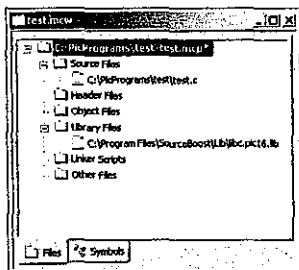 test.mcw
C:\PicPrograms\test\test.mcp*
Source Files
C:\PicPrograms\test\test.c
Header Files
Object Files
Library Files
C:\Program Files\SourceBoost\Lib\libc.pic16.lib
Linker Scripts
Other Files
Files
Symbols